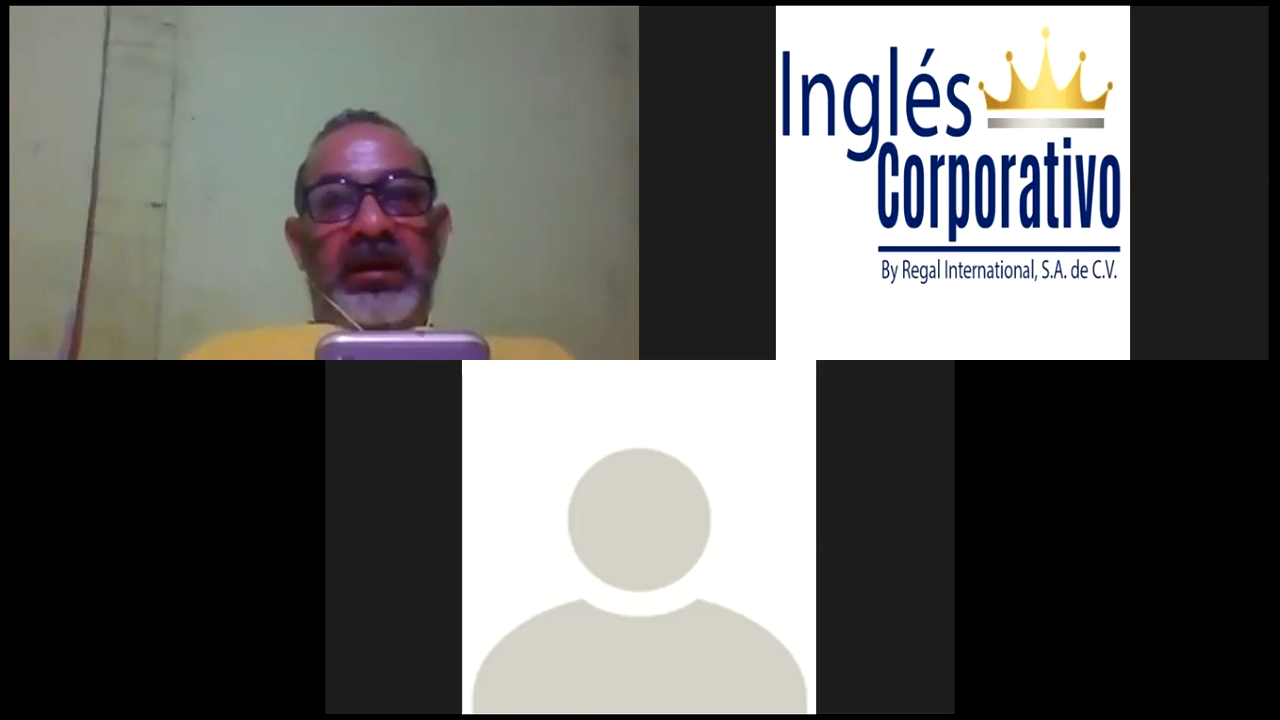 Inglés
Corporativo
By Regal International, S.A. de C.V.